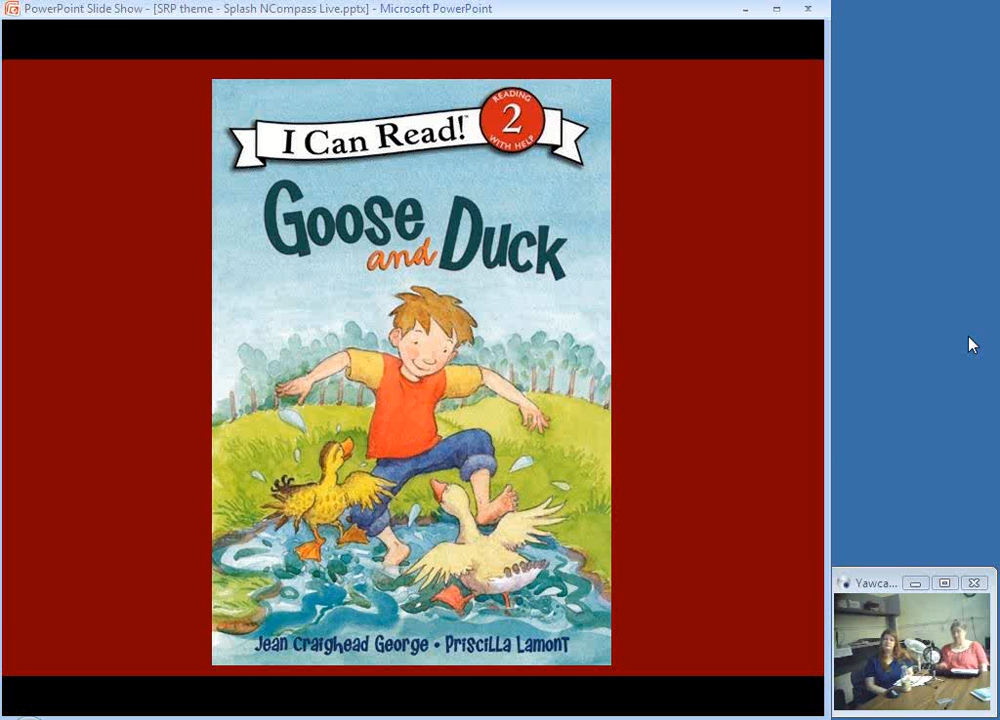 PowerPoint Slide Show - [SRP theme - Splash NCompass Live.pptx] - Microsoft PowerPoint
I Can Read!™
READING
2
WITH HELP
Goose
and Duck
Jean Craighead George • Priscilla Lamont
Yawca...